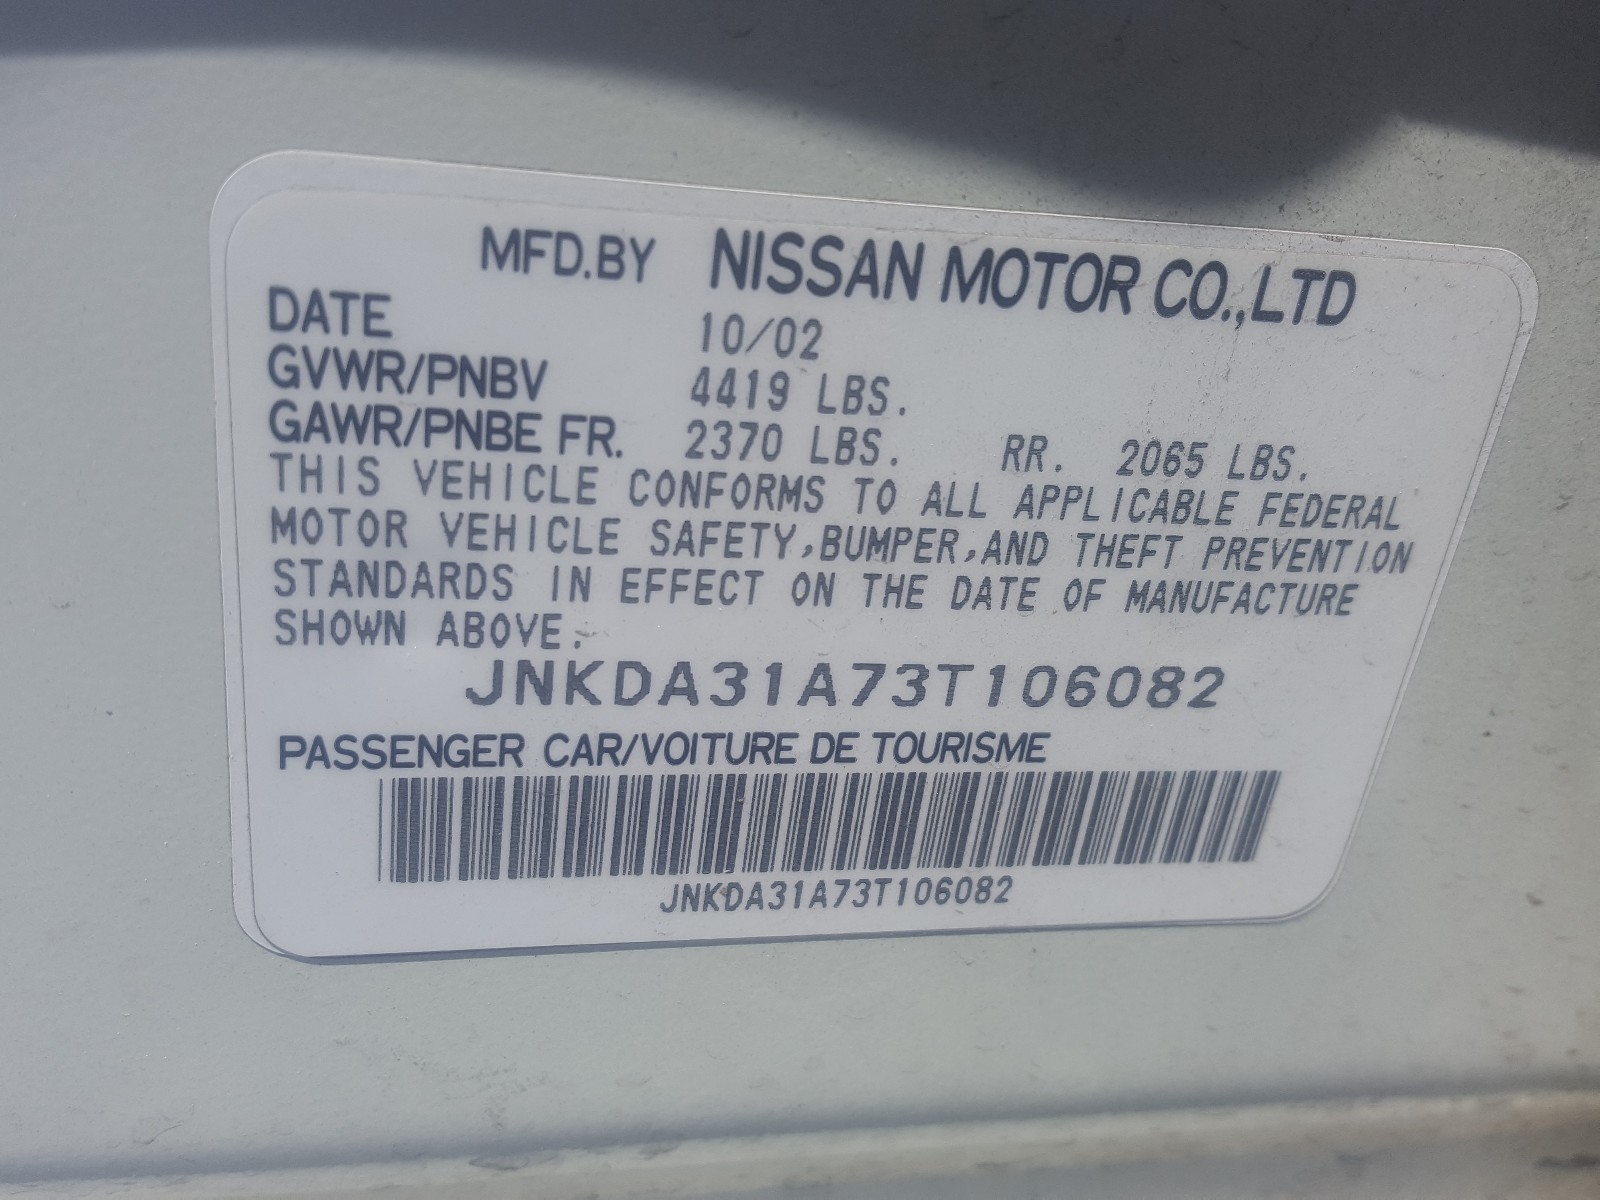 MFD.BY NISSAN MOTOR CO.,LTD
DATE 10/02
GVWR/PNBV 4419 LBS.
GAWR/PNBE FR. 2370 LBS. RR. 2065 LBS.
THIS VEHICLE CONFORMS TO ALL APPLICABLE FEDERAL
MOTOR VEHICLE SAFETY,BUMPER,AND THEFT PREVENTION
STANDARDS IN EFFECT ON THE DATE OF MANUFACTURE
SHOWN ABOVE.
JNKDA31A73T106082
PASSENGER CAR/VOITURE DE TOURISME
JNKDA31A73T106082